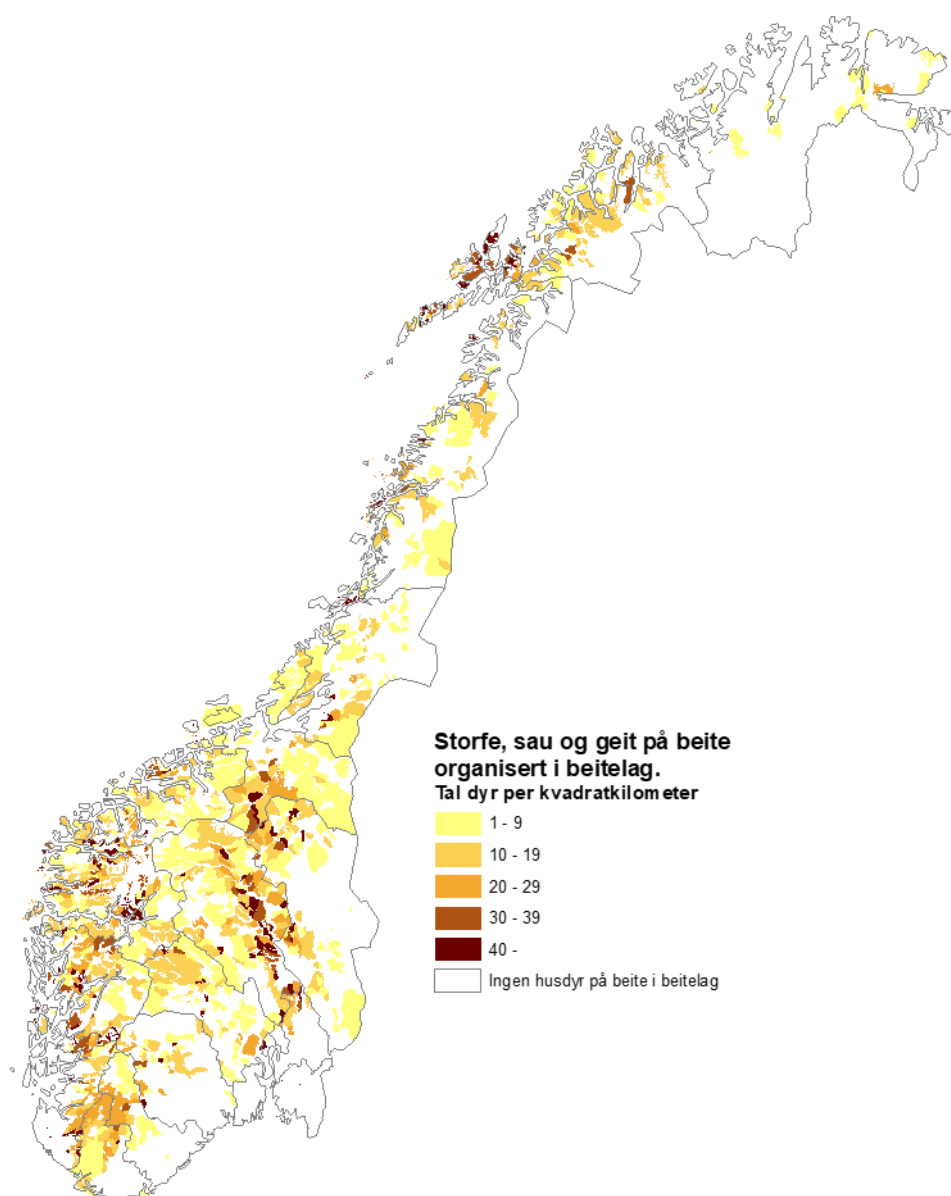 Storfe, sau og geit på beite
organisert i beitelag.
Tal dyr per kvadratkilometer
1 - 9
10 - 19
20 - 29
30 - 39
40 -
Ingen husdyr på beite i beitelag